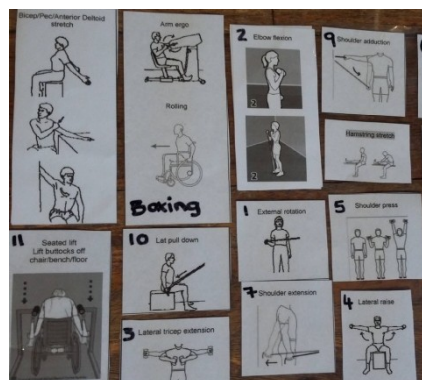 Bicep/Pec/Anterior Deltoid
stretch
Arm ergo
Rolling
Boxing
2 Elbow flexion
2
2
9 Shoulder adduction
Hamstring stretch
1 External rotation
5 Shoulder press
11 Seated lift
Lift buttocks off
chair/bench/floor
10 Lat pull down
3 Lateral tricep extension
7 Shoulder extension
4 Lateral raise